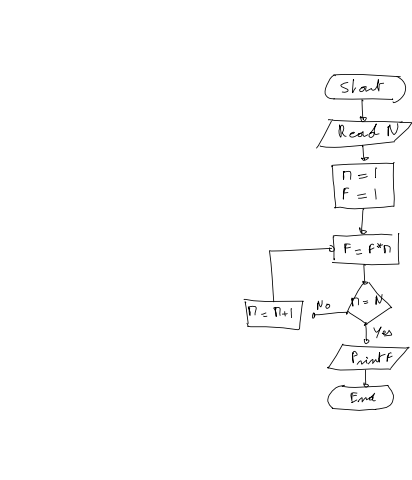 Start
Read N
n = 1
F = 1
F = F*n
n = N
No
n = n+1
Yes
Print F
End